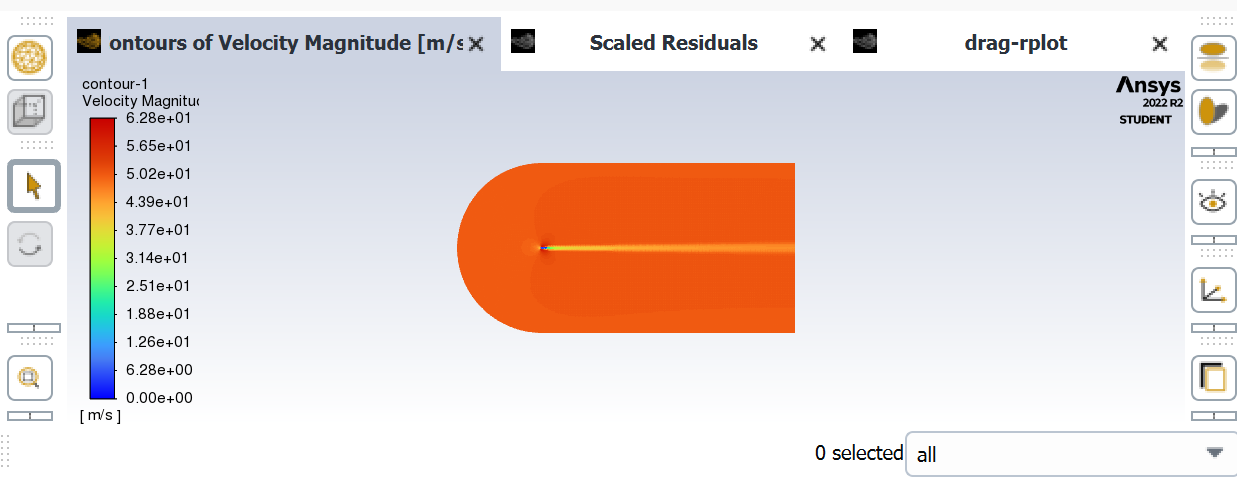 ontours of Velocity Magnitude [m/s
Scaled Residuals
drag-rplot
contour-1
Velocity Magnitu
6.28e+01
5.65e+01
5.02e+01
4.39e+01
3.77e+01
3.14e+01
2.51e+01
1.88e+01
1.26e+01
6.28e+00
0.00e+00
[ m/s ]
Ansys
2022 R2
STUDENT
0 selected
all